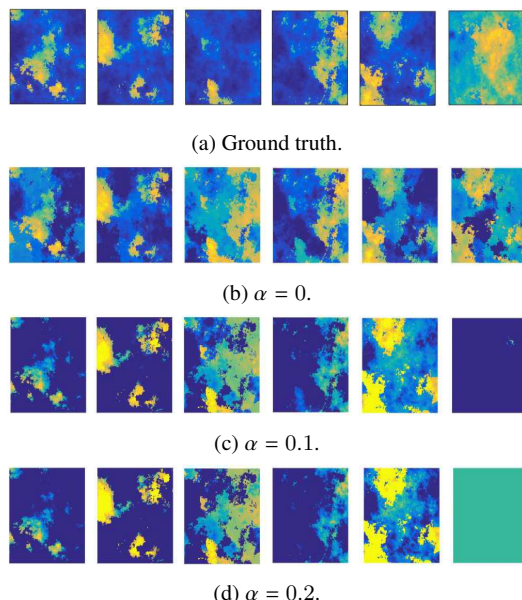 (a) Ground truth.
(b) α = 0.
(c) α = 0.1.
(d) α = 0.2.